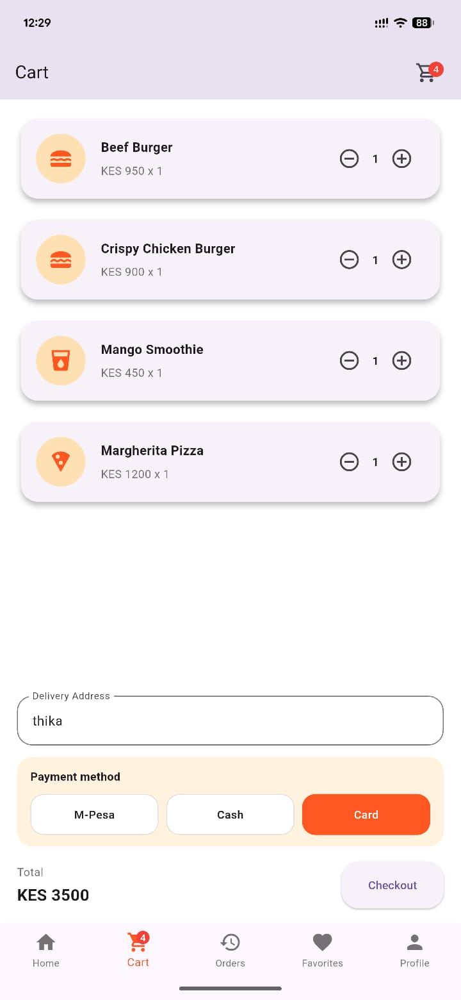 12:29
88
Cart
4
Beef Burger
KES 950 x 1
1
Crispy Chicken Burger
KES 900 x 1
1
Mango Smoothie
KES 450 x 1
1
Margherita Pizza
KES 1200 x 1
1
Delivery Address
thika
Payment method
M-Pesa Cash Card
Total
KES 3500
Checkout
4
Home Cart Orders Favorites Profile